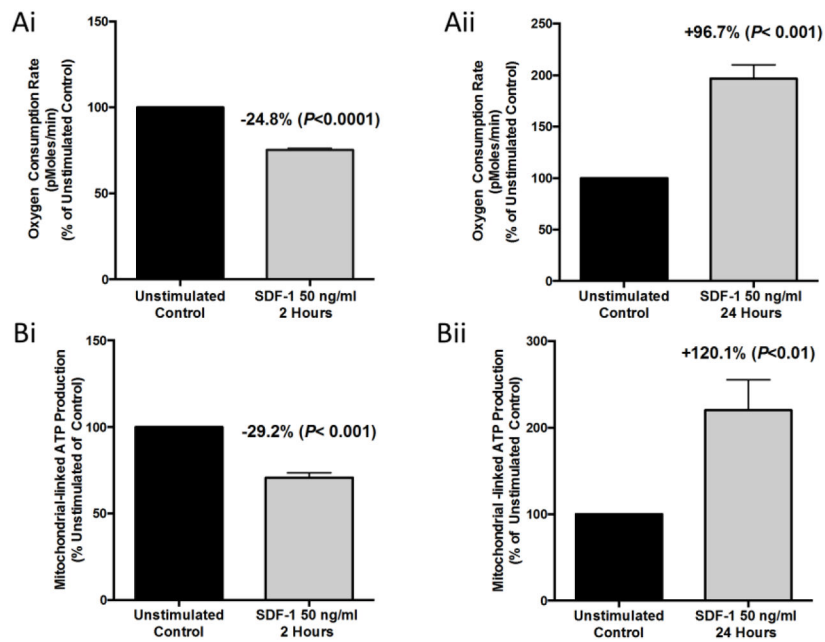 Ai
Oxygen Consumption Rate
(pMoles/min)
(% of Unstimulated Control)
150
100
50
0
-24.8% (P<0.0001)
Unstimulated
Control
SDF-1 50 ng/ml
2 Hours
Aii
Oxygen Consumption Rate
(pMoles/min)
(% of Unstimulated Control)
250
200
150
100
50
0
+96.7% (P< 0.001)
Unstimulated
Control
SDF-1 50 ng/ml
24 Hours
Bi
Mitochondrial-linked ATP Production
(% Unstimulated of Control)
150
100
50
0
-29.2% (P< 0.001)
Unstimulated
Control
SDF-1 50 ng/ml
2 Hours
Bii
Mitochondrial -linked ATP Production
(% of Unstimulated Control)
300
200
100
0
+120.1% (P<0.01)
Unstimulated
Control
SDF-1 50 ng/ml
24 Hours